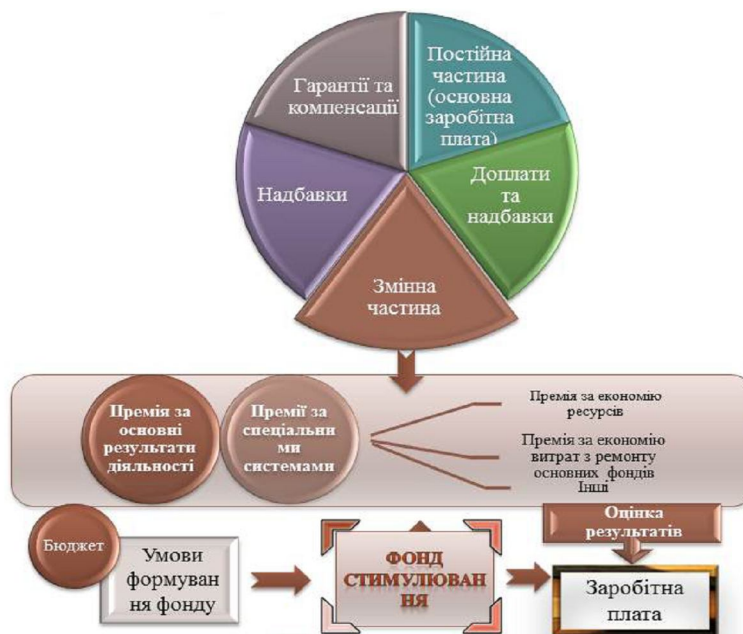 Гарантії та
компенсації
Постійна
частина
(основна
заробітна
плата)
Надбавки
Доплати
та
надбавки
Змінна
частина
Премія за
основні
результати
діяльності
Премії за
спеціальни
ми
системами
Премія за економію
ресурсів
Премія за економію
витрат з ремонту
основних фондів
Інші
Бюджет
Умови
формуван
ня фонду
ФОНД
СТИМУЛЮВАН
НЯ
Оцінка
результатів
Заробітна
плата